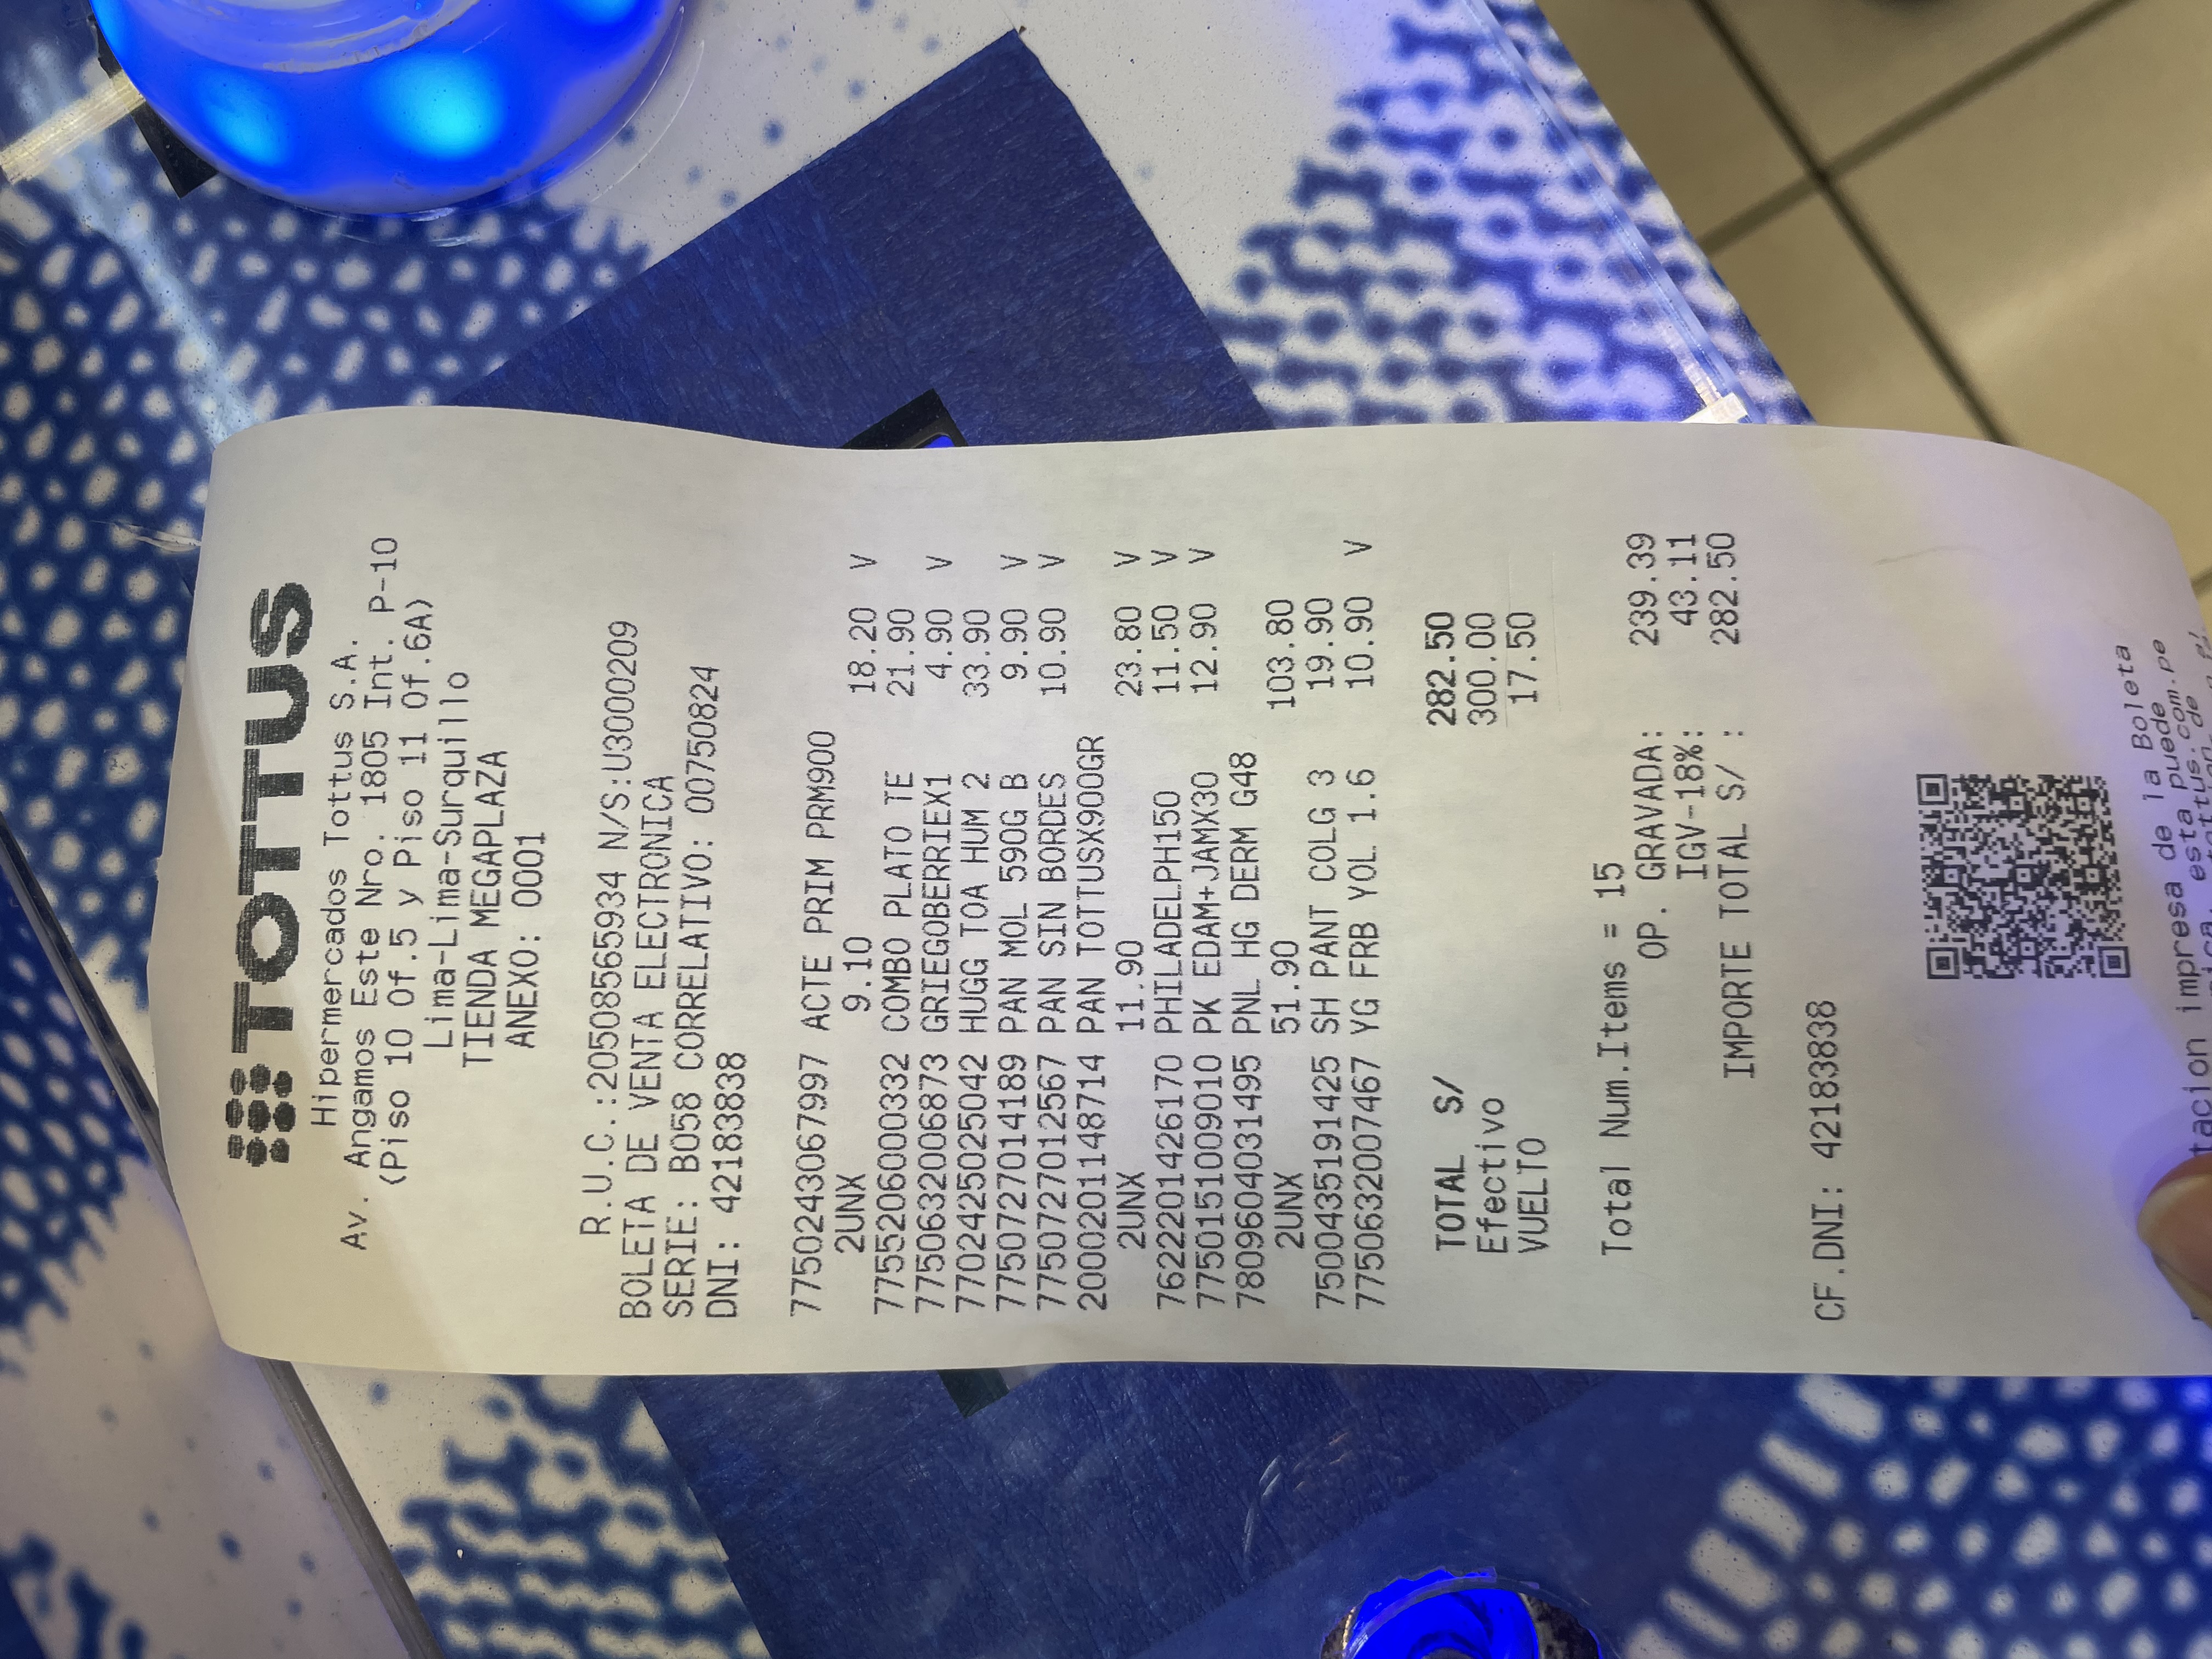 TOTTUS
Hipermercados Tottus S.A.
Av. Angamos Este Nro. 1805 Int. P-10
(Piso 10 Of.5 y Piso 11 Of.6A)
Lima-Lima-Surquillo
TIENDA MEGAPLAZA
ANEXO: 0001
R.U.C.:20508565934 N/S:U3000209
BOLETA DE VENTA ELECTRONICA
SERIE: B058 CORRELATIVO: 00750824
DNI: 42183838
7750243067997 ACTE PRIM PRM900
2UNX 9.10 18.20 V
7755206000332 COMBO PLATO TE 21.90
7750632006873 GRIEGOBERRIEX1 4.90 V
7702425025042 HUGG TOA HUM 2 33.90
7750727014189 PAN MOL 590G B 9.90 V
7750727012567 PAN SIN BORDES 10.90 V
2000201148714 PAN TOTTUSX900GR
2UNX 11.90 23.80 V
7622201426170 PHILADELPH150 11.50 V
7750151009010 PK EDAM+JAMX30 12.90 V
7809604031495 PNL HG DERM G48
2UNX 51.90 103.80
7500435191425 SH PANT COLG 3 19.90
7750632007467 YG FRB YOL 1.6 10.90 V
TOTAL S/ 282.50
Efectivo 300.00
VUELTO 17.50
Total Num.Items = 15
OP. GRAVADA: 239.39
IGV-18%: 43.11
IMPORTE TOTAL S/ : 282.50
CF.DNI: 42183838
impresa de la Boleta
esta puede
tottus.com.pe
de